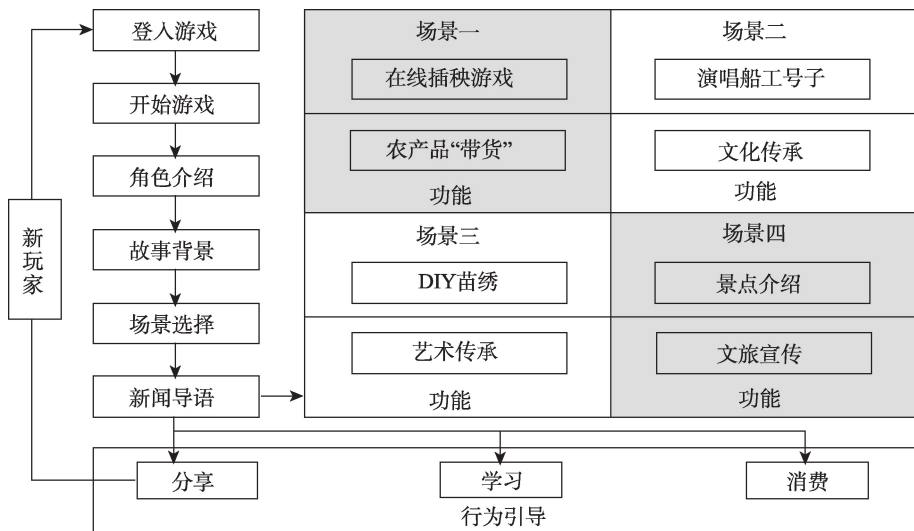 登入游戏
开始游戏
角色介绍
故事背景
场景选择
新闻导语
新玩家
场景一
在线插秧游戏
农产品“带货”
功能
场景二
演唱船工号子
文化传承
功能
场景三
DIY苗绣
艺术传承
功能
场景四
景点介绍
文旅宣传
功能
分享
学习
消费
行为引导